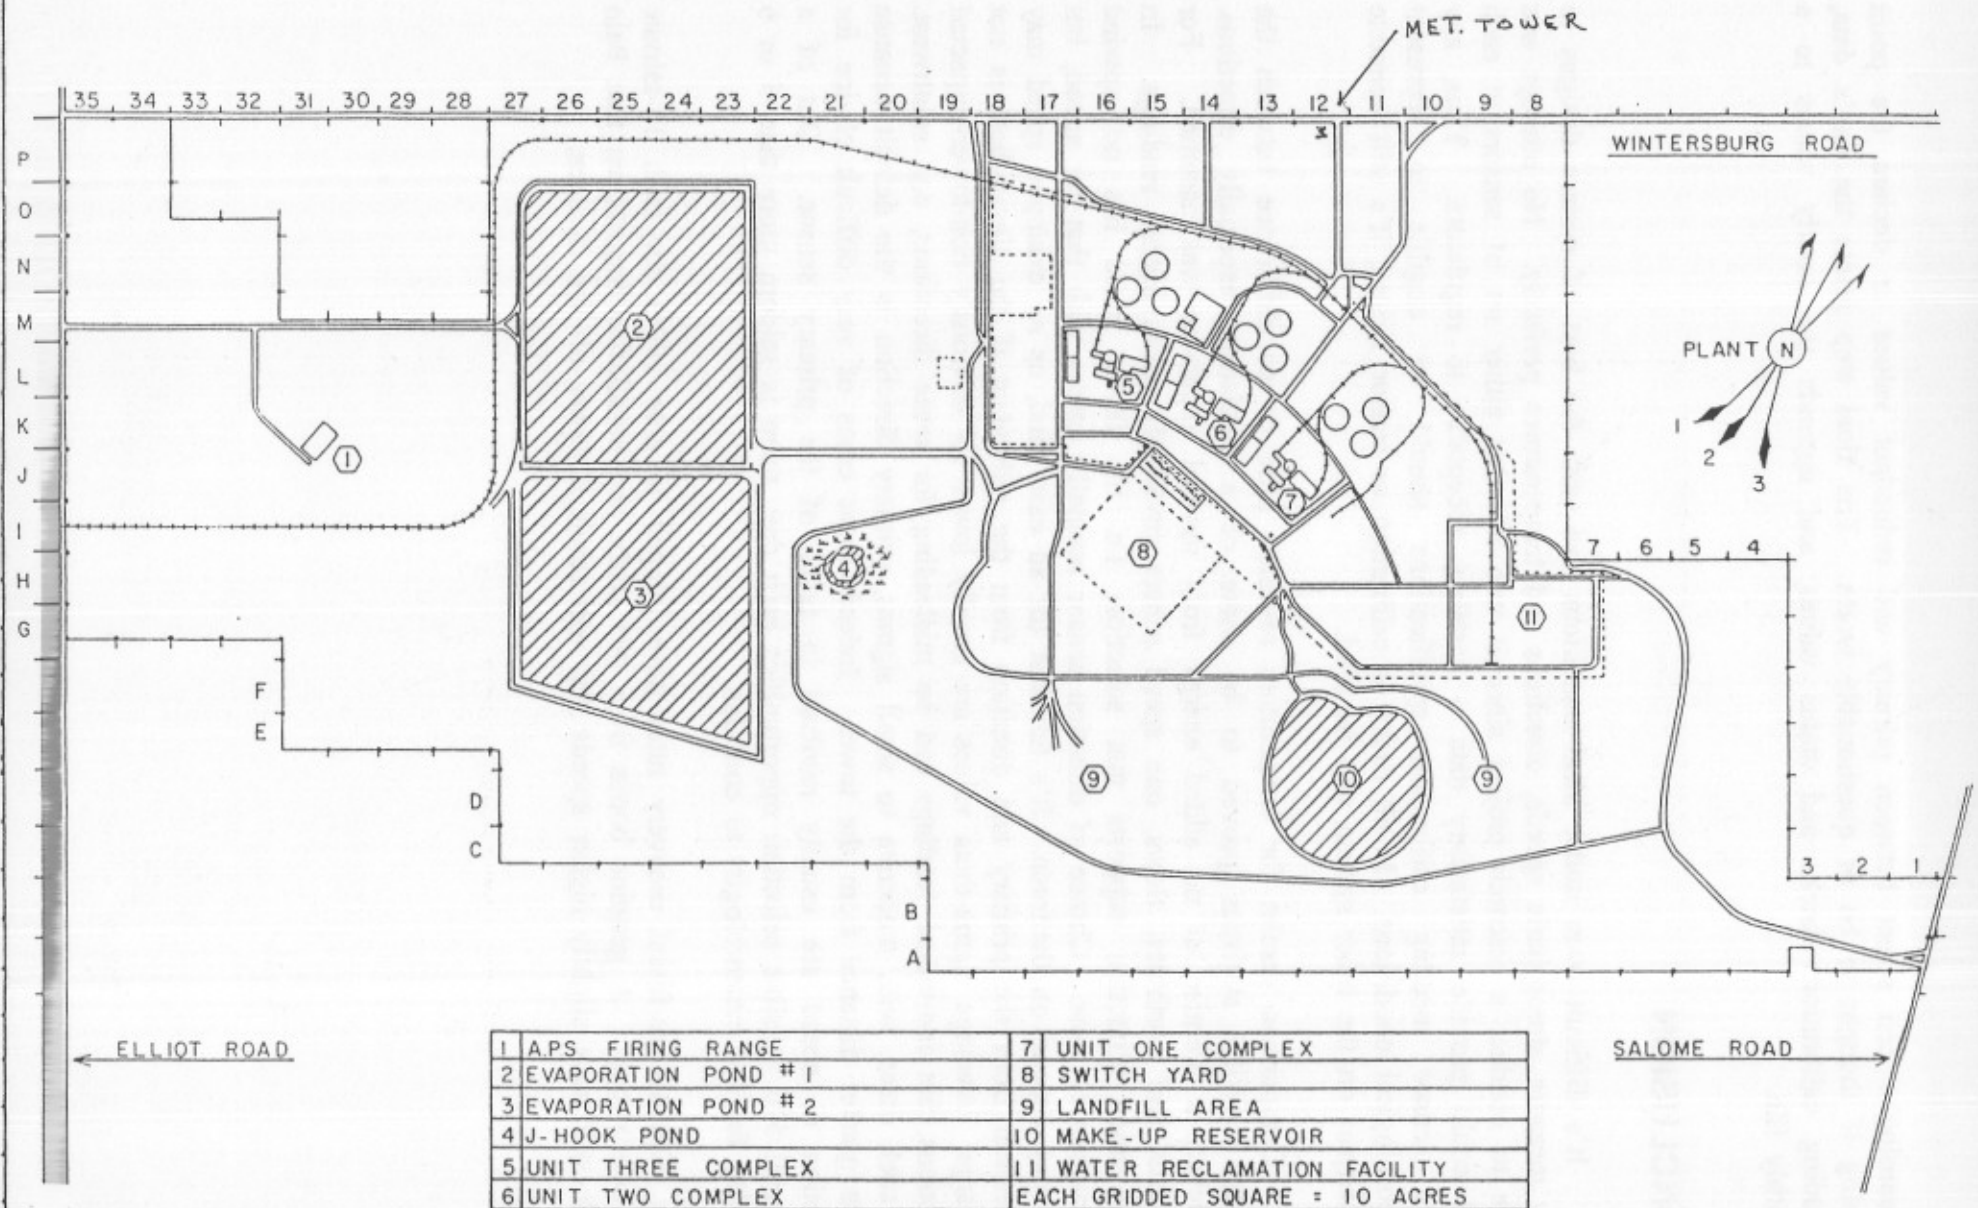 MET. TOWER
35 34 33 32 31 30 29 28 27 26 25 24 23 22 21 20 19 18 17 16 15 14 13 12 11 10 9 8
WINTERSBURG ROAD
P
O
N
M
L
K
J
I
H
G
F
E
D
C
B
A
PLANT N
1
2
3
2
5
6
1
7
8
7 6 5 4
4
3
11
9
10
9
3 2 1
ELLIOT ROAD
SALOME ROAD
1 A.P.S FIRING RANGE
2 EVAPORATION POND #1
3 EVAPORATION POND #2
4 J-HOOK POND
5 UNIT THREE COMPLEX
6 UNIT TWO COMPLEX
7 UNIT ONE COMPLEX
8 SWITCH YARD
9 LANDFILL AREA
10 MAKE-UP RESERVOIR
11 WATER RECLAMATION FACILITY
EACH GRIDDED SQUARE = 10 ACRES